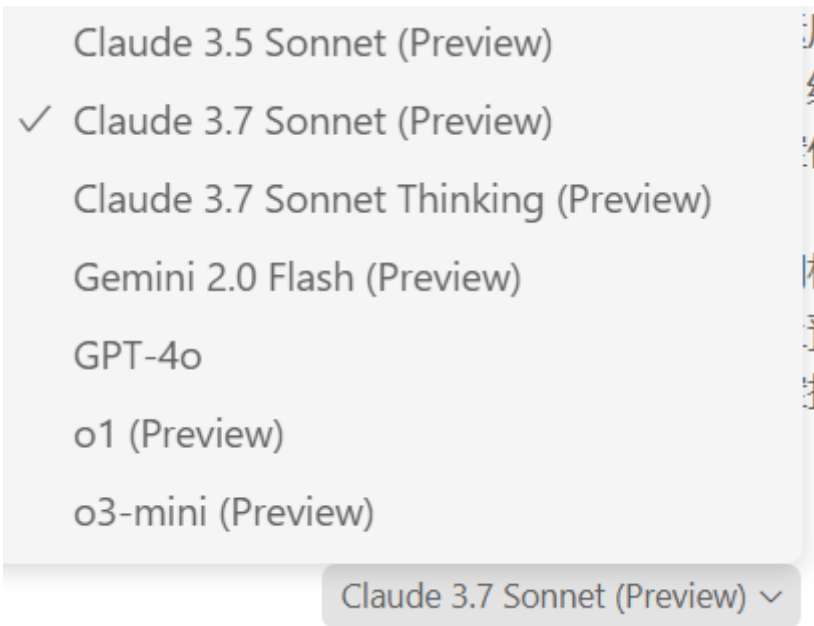 Claude 3.5 Sonnet (Preview)
✓ Claude 3.7 Sonnet (Preview)
Claude 3.7 Sonnet Thinking (Preview)
Gemini 2.0 Flash (Preview)
GPT-4o
o1 (Preview)
o3-mini (Preview)
Claude 3.7 Sonnet (Preview)